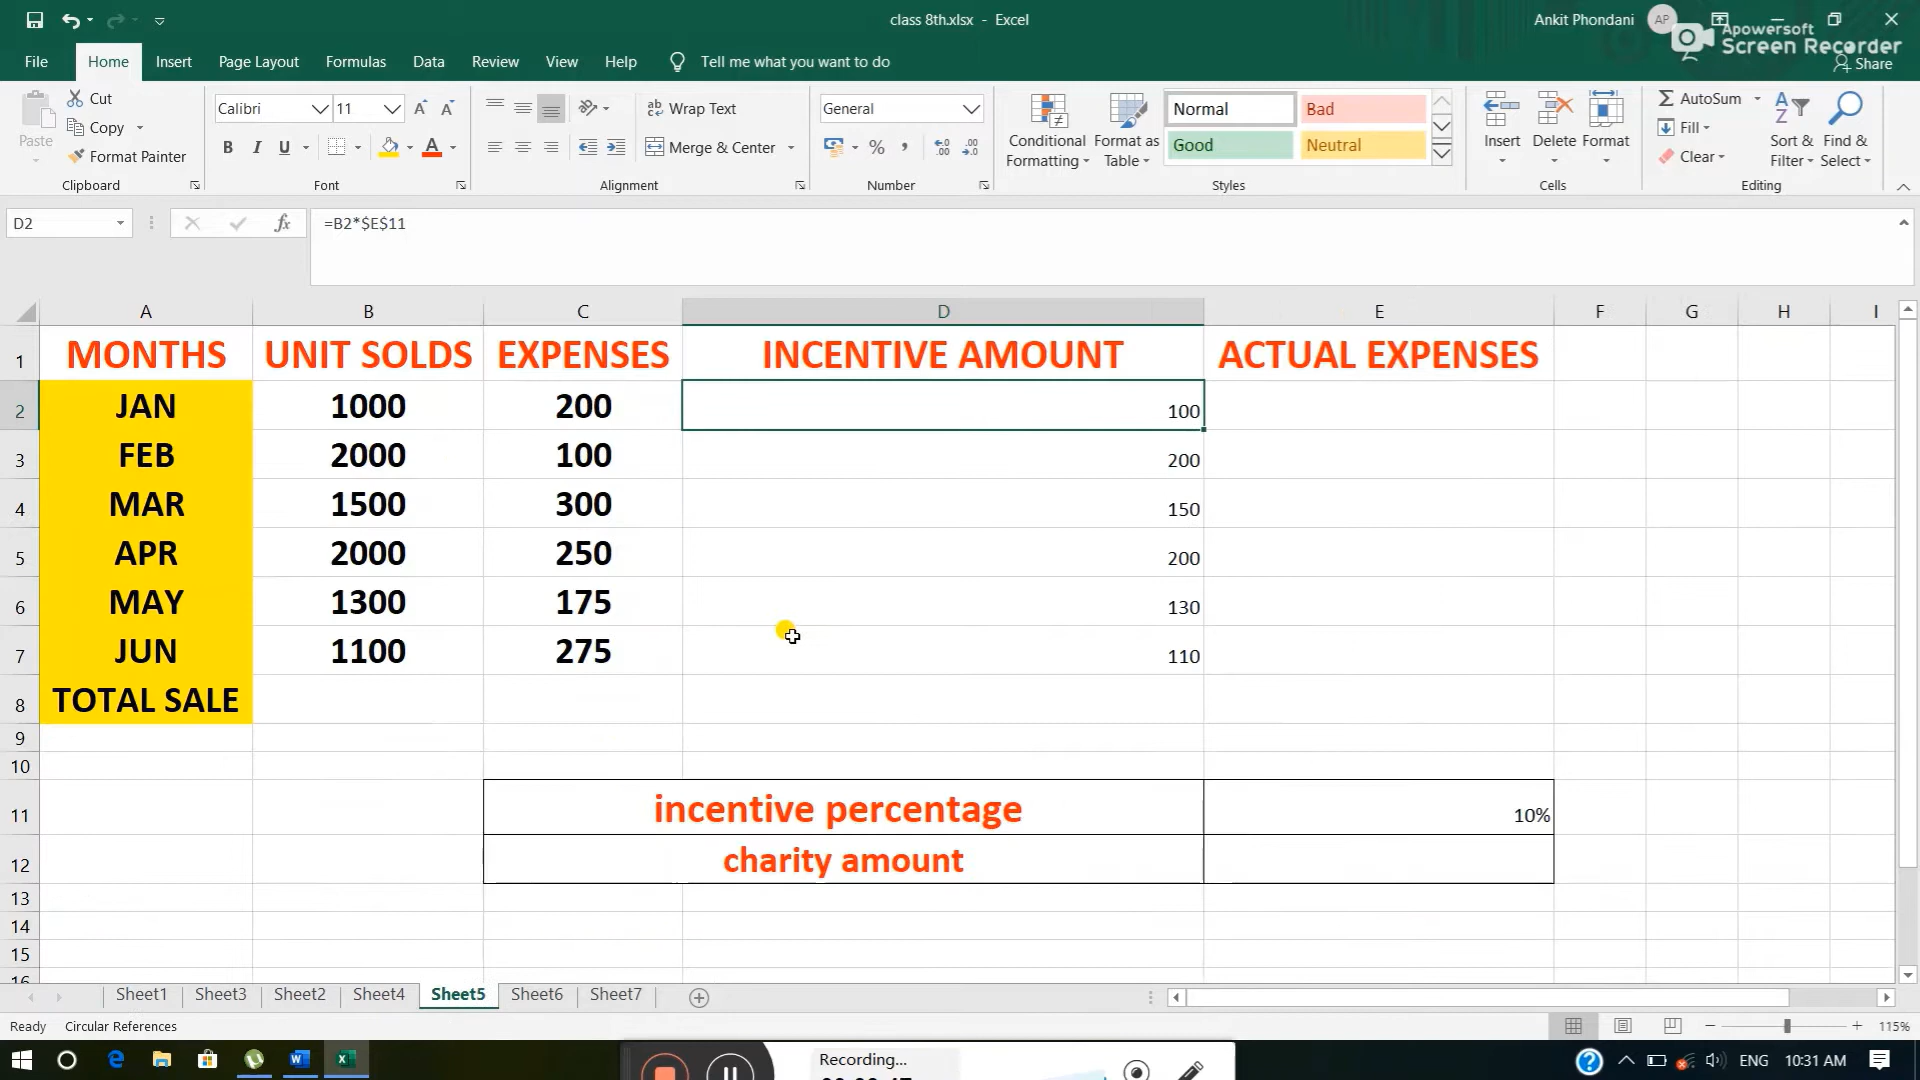 class 8th.xlsx - Excel
Ankit Phondani
AP
Apowersoft
Screen Recorder
File Home Insert Page Layout Formulas Data Review View Help Tell me what you want to do
Share
Paste
Cut
Copy
Format Painter
Clipboard
Calibri 11
B I U
Font
Wrap Text
Merge & Center
Alignment
General
Number
Conditional Formatting
Format as Table
Normal Bad
Good Neutral
Styles
Insert Delete Format
Cells
AutoSum
Fill
Clear
Sort & Filter
Find & Select
Editing
D2 fx =B2*$E$11
A B C D E F G H I
1 MONTHS UNIT SOLDS EXPENSES INCENTIVE AMOUNT ACTUAL EXPENSES
2 JAN 1000 200 100
3 FEB 2000 100 200
4 MAR 1500 300 150
5 APR 2000 250 200
6 MAY 1300 175 130
7 JUN 1100 275 110
8 TOTAL SALE
9
10
11 incentive percentage 10%
12 charity amount
13
14
15
16
Sheet1 Sheet3 Sheet2 Sheet4 Sheet5 Sheet6 Sheet7
Ready Circular References 115%
Recording...
ENG 10:31 AM